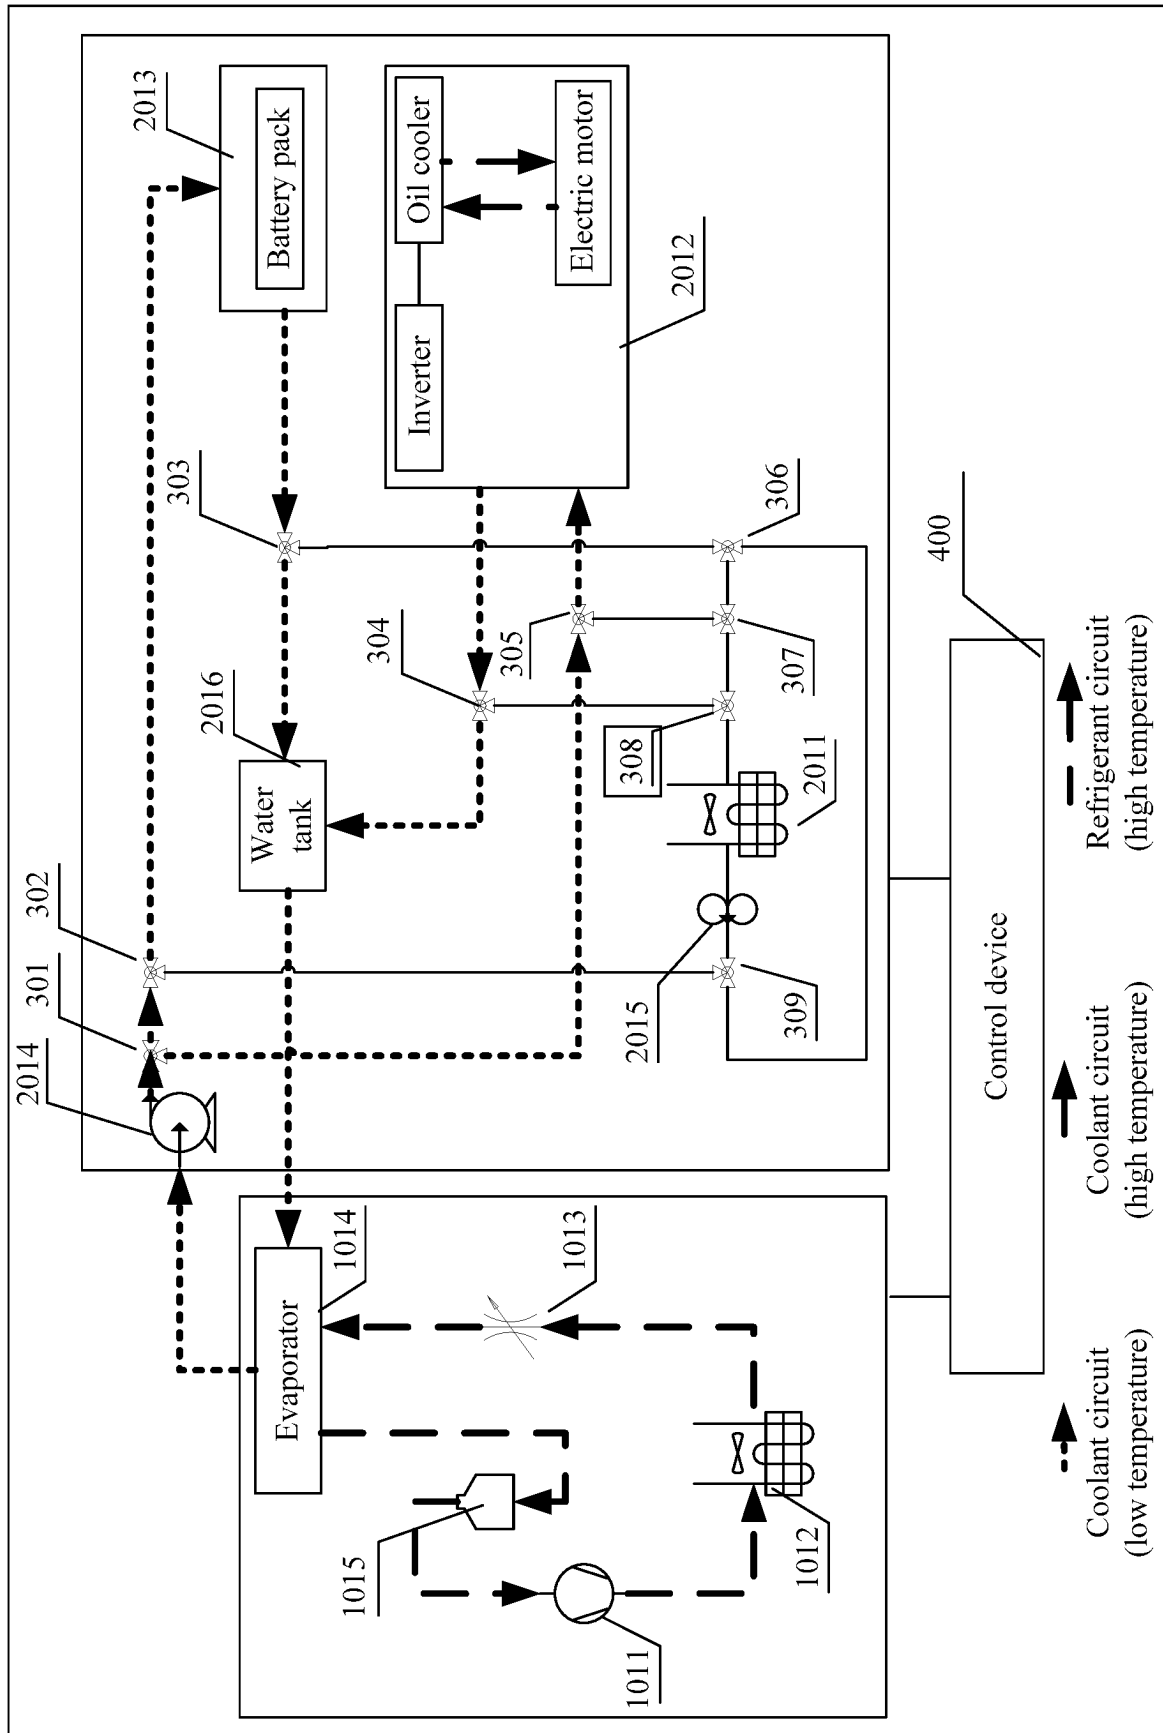 2013
Battery pack
Oil cooler
Electric motor
Inverter
2012
303
306
304
305
307
308
2016
Water
tank
2011
302
301
2014
2015
309
400
Control device
Evaporator
1014
1013
1015
1011
1012
Coolant circuit
(low temperature)
Coolant circuit
(high temperature)
Refrigerant circuit
(high temperature)